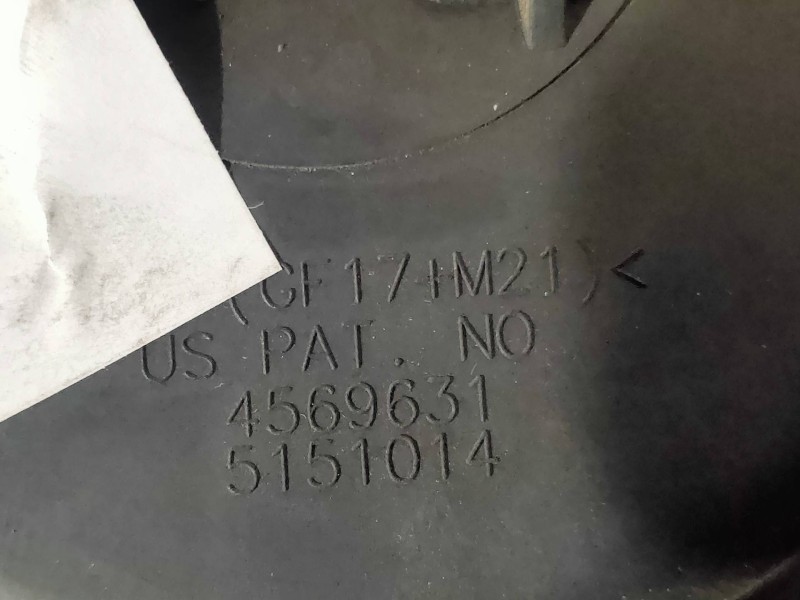 (GF17+M21)<
US PAT. NO
4569631
5151014